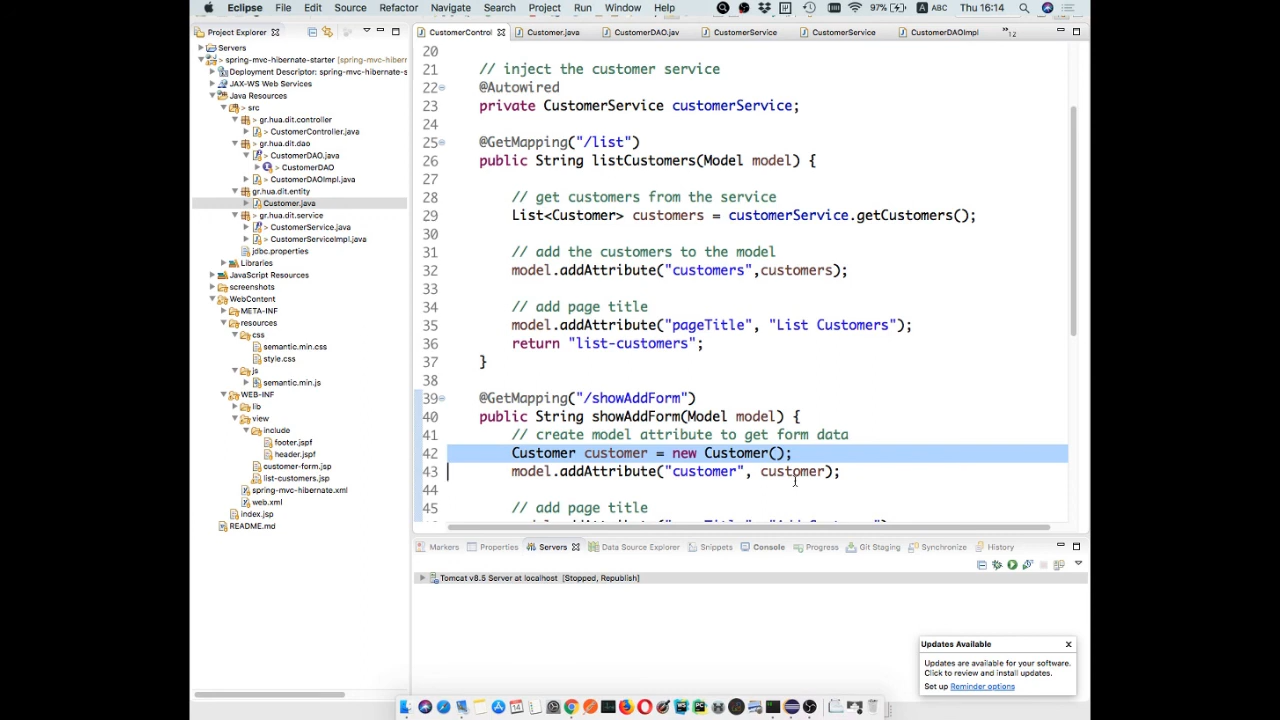 Eclipse File Edit Source Refactor Navigate Search Project Run Window Help 97% A ABC Thu 16:14
Project Explorer
Servers
spring-mvc-hibernate-starter (spring-mvc-hiberr
Deployment Descriptor: spring-mvc-hibernate-s
JAX-WS Web Services
Java Resources
src
gr.hua.dit.controller
CustomerController.java
gr.hua.dit.dao
CustomerDAO.java
CustomerDAO
CustomerDAOImpl.java
gr.hua.dit.entity
Customer.java
gr.hua.dit.service
CustomerService.java
CustomerServiceImpl.java
jdbc.properties
Libraries
JavaScript Resources
screenshots
WebContent
META-INF
resources
css
semantic.min.css
style.css
js
semantic.min.js
WEB-INF
lib
view
include
footer.jspf
header.jspf
customer-form.jsp
list-customers.jsp
spring-mvc-hibernate.xml
web.xml
index.jsp
README.md
CustomerControl Customer.java CustomerDAO.jav CustomerService CustomerService CustomerDAOImpl »12
20
21 // inject the customer service
22 @Autowired
23 private CustomerService customerService;
24
25 @GetMapping("/list")
26 public String listCustomers(Model model) {
27
28 // get customers from the service
29 List<Customer> customers = customerService.getCustomers();
30
31 // add the customers to the model
32 model.addAttribute("customers",customers);
33
34 // add page title
35 model.addAttribute("pageTitle", "List Customers");
36 return "list-customers";
37 }
38
39 @GetMapping("/showAddForm")
40 public String showAddForm(Model model) {
41 // create model attribute to get form data
42 Customer customer = new Customer();
43 model.addAttribute("customer", customer);
44
45 // add page title
Markers Properties Servers Data Source Explorer Snippets Console Progress Git Staging Synchronize History
Tomcat v8.5 Server at localhost [Stopped, Republish]
Updates Available
Updates are available for your software.
Click to review and install updates.
Set up Reminder options